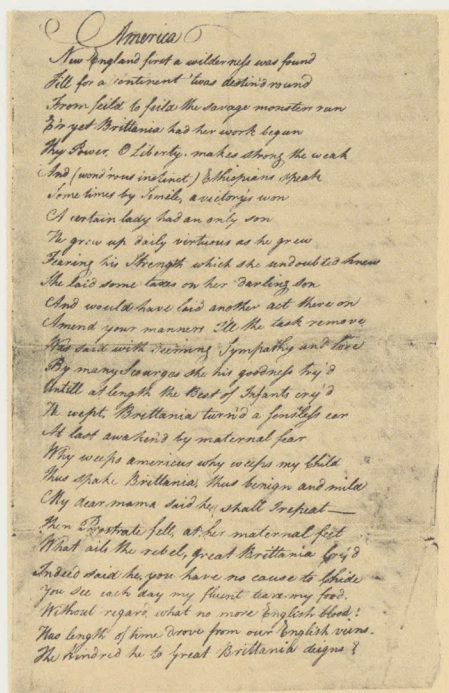 America
New England first a wilderness was found
Till for a continent 'twas destin'd round
From feild to feild the savage monsters run
E'r yet Brittania had her work begun
Thy Power, O Liberty, makes strong the weak
And (wond'rous instinct) Ethiopians speak
Sometimes by Simile, a victory's won
A certain lady had an only son
He grew up daily virtuous as he grew
Fearing his Strength which she undoubted knew
She laid some taxes on her darling son
And would have laid another act there on
Amend your manners I'll the task remove
Was said with seeming Sympathy and Love
By many Scourges she his goodness try'd
Untill at length the Best of Infants cry'd
He wept, Brittania turn'd a senseless ear
At last awaken'd by maternal fear
Why weeps americus why weeps my Child
Thus spake Brittania, thus benign and mild
My dear mama said he, shall I repeat —
Then Prostrate fell, at her maternal feet
What ails the rebel, great Brittania Cry'd
Indeed said he, you have no cause to Chide
You see each day my fluent tears my food.
Without regard, what no more English blood?
Has length of time drove from our English viens.
The kindred he to Great Brittania deigns?